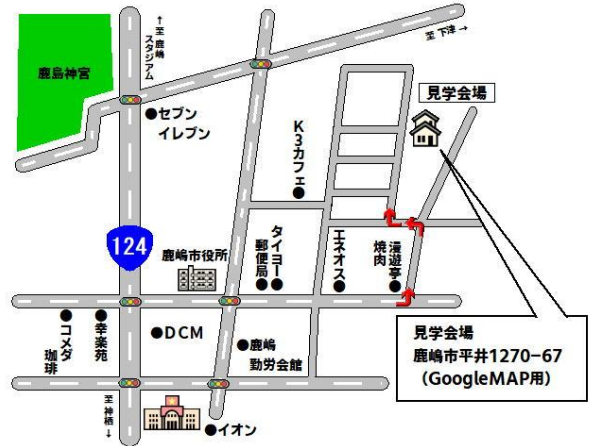 ←至 鹿嶋
スタジアム
至 下津→
鹿島神宮
見学会場
●セブン
イレブン
K3カフェ●
124
鹿嶋市役所
タイヨー●
郵便局●
エネオス●
漫遊亭●
焼肉
●コメダ
珈琲
●幸楽苑
●DCM
●鹿嶋
勤労会館
見学会場
鹿嶋市平井1270-67
(GoogleMAP用)
至 神栖→
●イオン